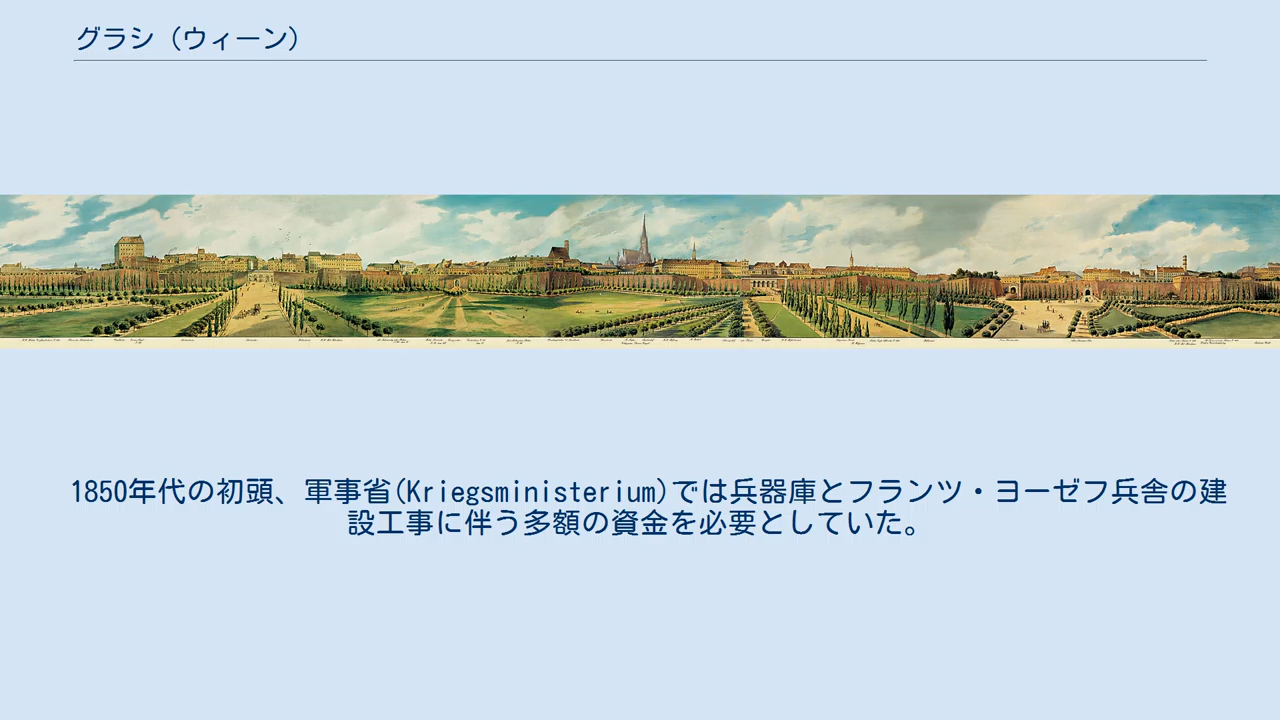 グラシ（ウィーン）
1850年代の初頭、軍事省(Kriegsministerium)では兵器庫とフランツ・ヨーゼフ兵舎の建
設工事に伴う多額の資金を必要としていた。